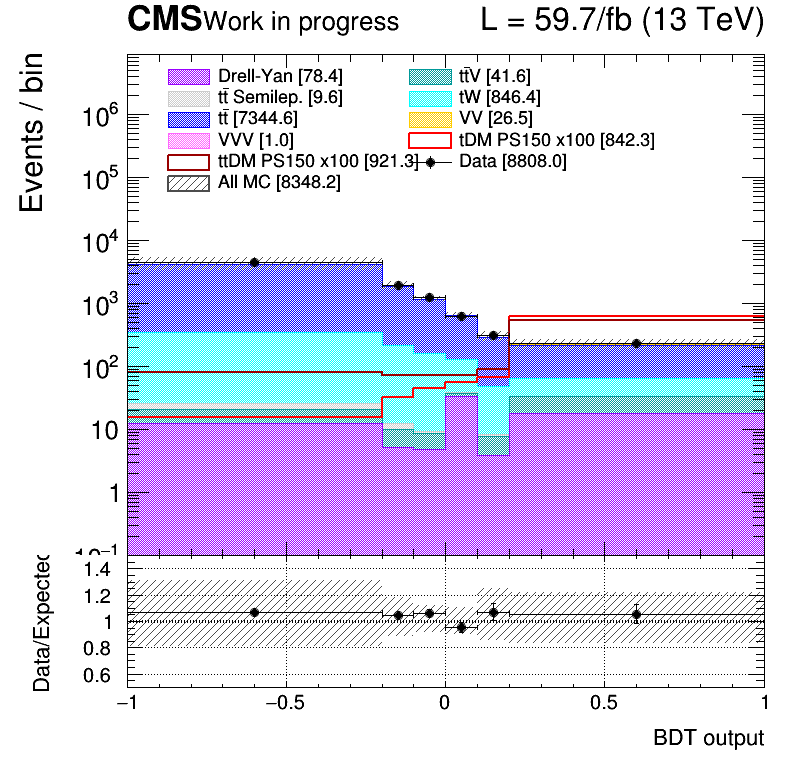 CMS Work in progress L = 59.7/fb (13 TeV)
Events / bin
Drell-Yan [78.4] tt̄V [41.6]
tt̄ Semilep. [9.6] tW [846.4]
tt̄ [7344.6] VV [26.5]
VVV [1.0] tDM PS150 x100 [842.3]
ttDM PS150 x100 [921.3] Data [8808.0]
All MC [8348.2]
10⁶
10⁵
10⁴
10³
10²
10
1
10⁻¹
Data/Expected
1.4
1.2
1
0.8
0.6
−1 −0.5 0 0.5 1
BDT output